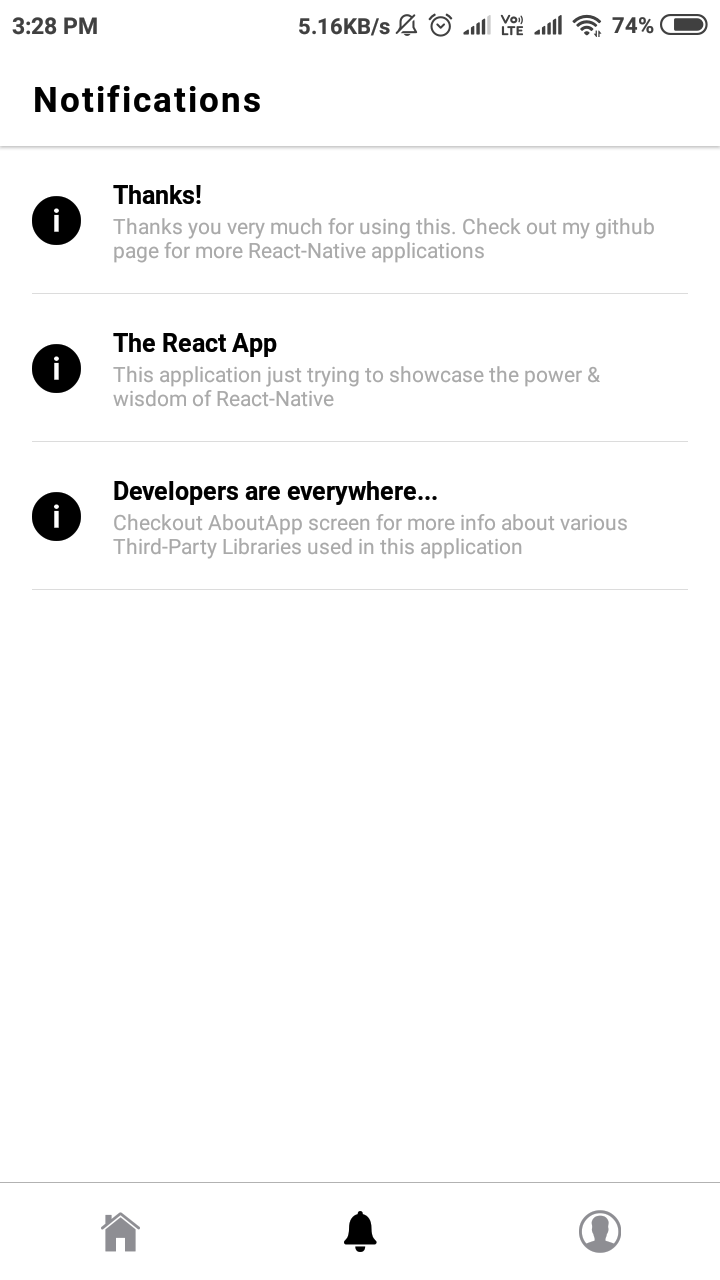 3:28 PM 5.16KB/s VoLTE 74%
Notifications
Thanks!
Thanks you very much for using this. Check out my github
page for more React-Native applications
The React App
This application just trying to showcase the power &
wisdom of React-Native
Developers are everywhere...
Checkout AboutApp screen for more info about various
Third-Party Libraries used in this application